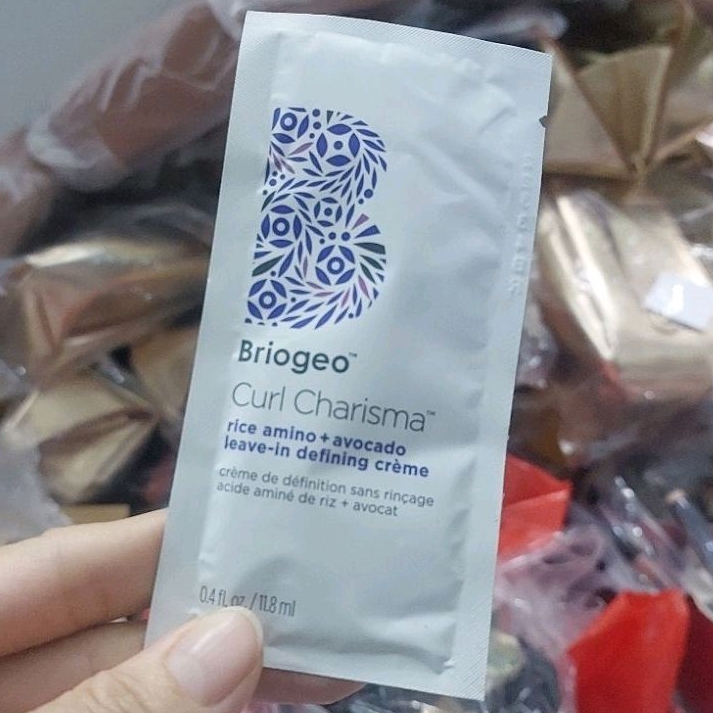 Briogeo™
Curl Charisma™
rice amino + avocado
leave-in defining crème
crème de définition sans rinçage
acide aminé de riz + avocat
0.4 fl. oz. / 11.8 ml